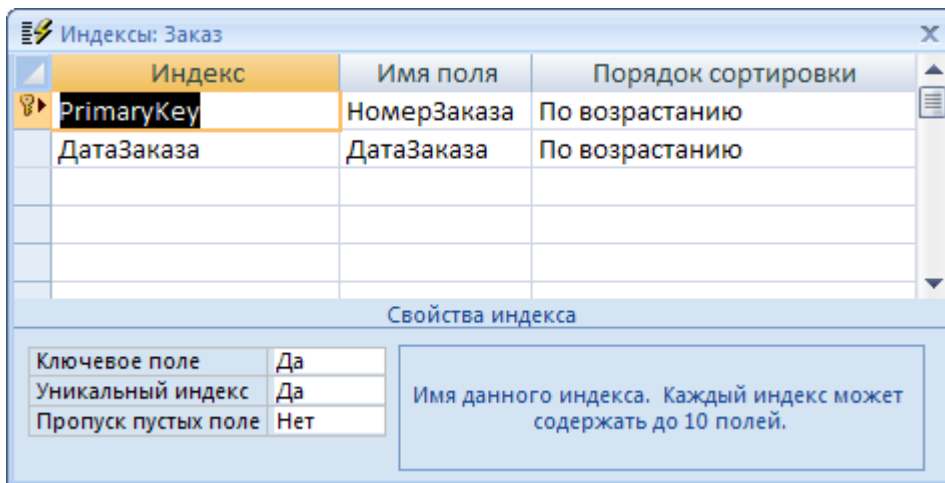 Индексы: Заказ
Индекс Имя поля Порядок сортировки
PrimaryKey НомерЗаказа По возрастанию
ДатаЗаказа ДатаЗаказа По возрастанию
Свойства индекса
Ключевое поле Да
Уникальный индекс Да
Пропуск пустых поле Нет
Имя данного индекса. Каждый индекс может
содержать до 10 полей.